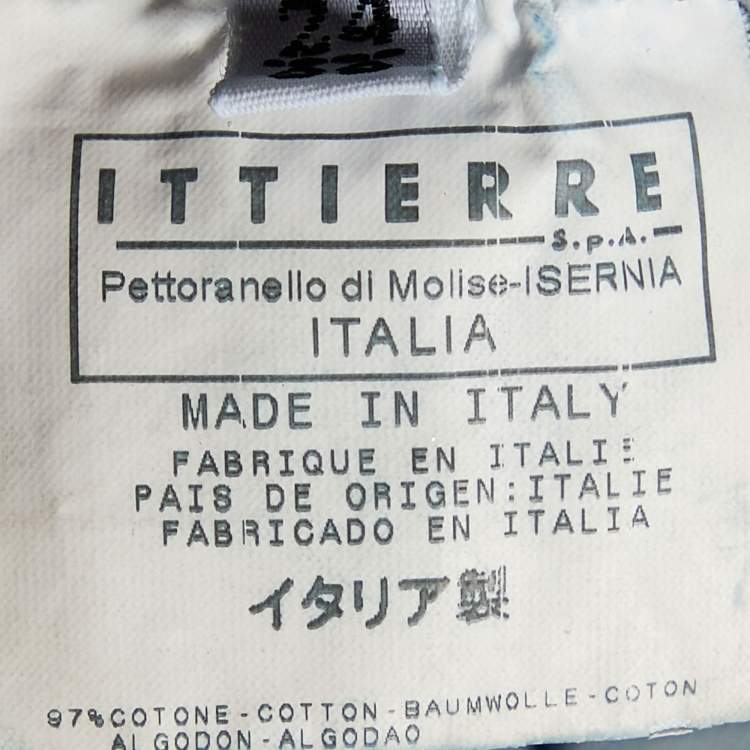 24
ITTIERRE
S.p.A.
Pettoranello di Molise-ISERNIA
ITALIA
MADE IN ITALY
FABRIQUE EN ITALIE
PAIS DE ORIGEN:ITALIE
FABRICADO EN ITALIA
イタリア製
97%COTONE-COTTON-BAUMWOLLE-COTON
ALGODON-ALGODAO